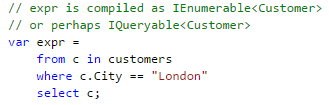 // expr is compiled as IEnumerable<Customer>
// or perhaps IQueryable<Customer>
var expr =
    from c in customers
    where c.City == "London"
    select c;